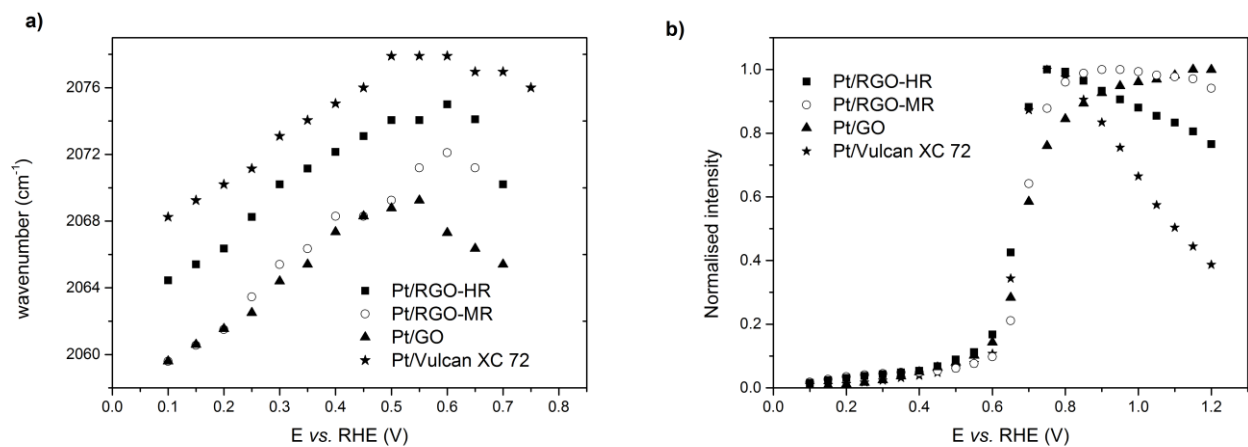 a)
wavenumber (cm⁻¹)
2076
2072
2068
2064
2060
Pt/RGO-HR
Pt/RGO-MR
Pt/GO
Pt/Vulcan XC 72
0.0 0.1 0.2 0.3 0.4 0.5 0.6 0.7 0.8
E vs. RHE (V)
b)
Normalised intensity
1.0
0.8
0.6
0.4
0.2
0.0
Pt/RGO-HR
Pt/RGO-MR
Pt/GO
Pt/Vulcan XC 72
0.0 0.2 0.4 0.6 0.8 1.0 1.2
E vs. RHE (V)